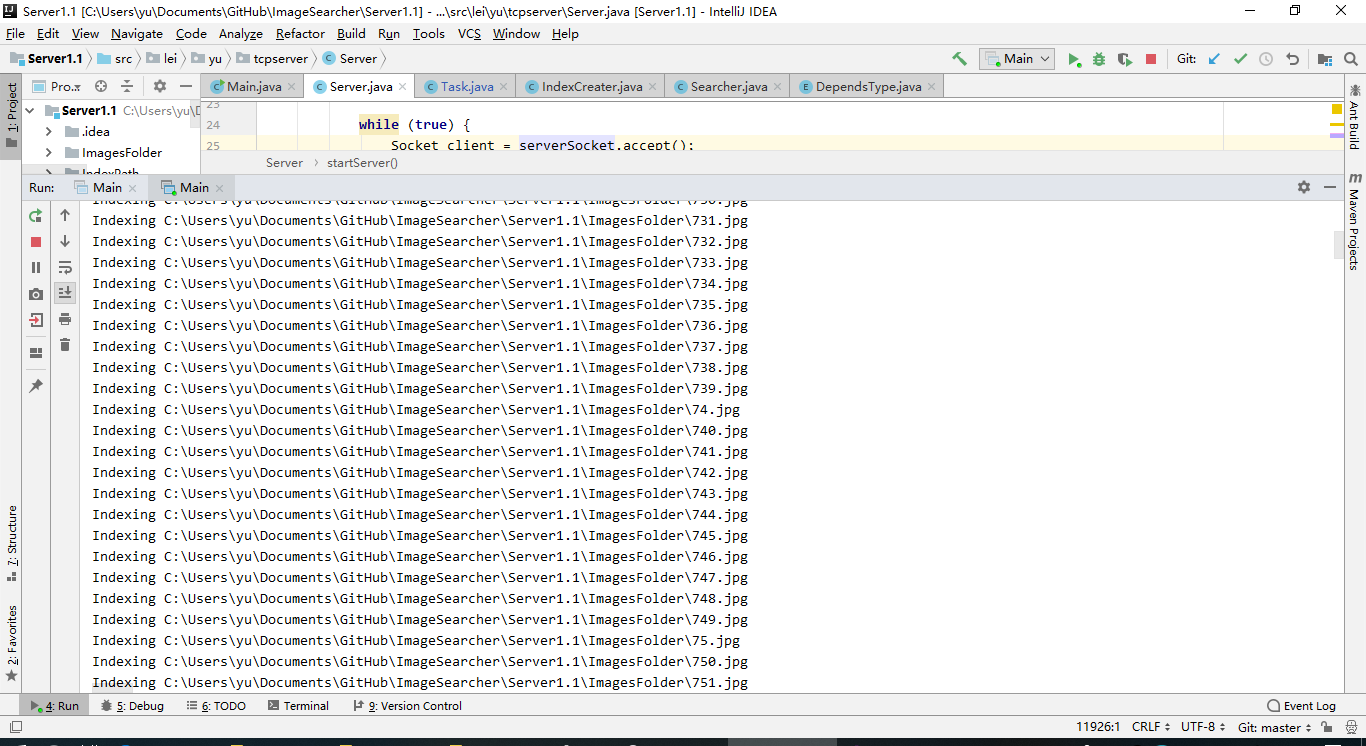 Server1.1 [C:\Users\yu\Documents\GitHub\ImageSearcher\Server1.1] - ...\src\lei\yu\tcpserver\Server.java [Server1.1] - IntelliJ IDEA
File Edit View Navigate Code Analyze Refactor Build Run Tools VCS Window Help
Server1.1 src lei yu tcpserver Server Main Git:
1: Project Pro.. Main.java Server.java Task.java IndexCreater.java Searcher.java DependsType.java
Server1.1 C:\Users\yu\D
.idea
ImagesFolder
IndexPath
23
24 while (true) {
25 Socket client = serverSocket.accept();
Server startServer()
Ant Build
Maven Projects
Run: Main Main
Indexing C:\Users\yu\Documents\GitHub\ImageSearcher\Server1.1\ImagesFolder\730.jpg
Indexing C:\Users\yu\Documents\GitHub\ImageSearcher\Server1.1\ImagesFolder\731.jpg
Indexing C:\Users\yu\Documents\GitHub\ImageSearcher\Server1.1\ImagesFolder\732.jpg
Indexing C:\Users\yu\Documents\GitHub\ImageSearcher\Server1.1\ImagesFolder\733.jpg
Indexing C:\Users\yu\Documents\GitHub\ImageSearcher\Server1.1\ImagesFolder\734.jpg
Indexing C:\Users\yu\Documents\GitHub\ImageSearcher\Server1.1\ImagesFolder\735.jpg
Indexing C:\Users\yu\Documents\GitHub\ImageSearcher\Server1.1\ImagesFolder\736.jpg
Indexing C:\Users\yu\Documents\GitHub\ImageSearcher\Server1.1\ImagesFolder\737.jpg
Indexing C:\Users\yu\Documents\GitHub\ImageSearcher\Server1.1\ImagesFolder\738.jpg
Indexing C:\Users\yu\Documents\GitHub\ImageSearcher\Server1.1\ImagesFolder\739.jpg
Indexing C:\Users\yu\Documents\GitHub\ImageSearcher\Server1.1\ImagesFolder\74.jpg
Indexing C:\Users\yu\Documents\GitHub\ImageSearcher\Server1.1\ImagesFolder\740.jpg
Indexing C:\Users\yu\Documents\GitHub\ImageSearcher\Server1.1\ImagesFolder\741.jpg
Indexing C:\Users\yu\Documents\GitHub\ImageSearcher\Server1.1\ImagesFolder\742.jpg
Indexing C:\Users\yu\Documents\GitHub\ImageSearcher\Server1.1\ImagesFolder\743.jpg
Indexing C:\Users\yu\Documents\GitHub\ImageSearcher\Server1.1\ImagesFolder\744.jpg
Indexing C:\Users\yu\Documents\GitHub\ImageSearcher\Server1.1\ImagesFolder\745.jpg
Indexing C:\Users\yu\Documents\GitHub\ImageSearcher\Server1.1\ImagesFolder\746.jpg
Indexing C:\Users\yu\Documents\GitHub\ImageSearcher\Server1.1\ImagesFolder\747.jpg
Indexing C:\Users\yu\Documents\GitHub\ImageSearcher\Server1.1\ImagesFolder\748.jpg
Indexing C:\Users\yu\Documents\GitHub\ImageSearcher\Server1.1\ImagesFolder\749.jpg
Indexing C:\Users\yu\Documents\GitHub\ImageSearcher\Server1.1\ImagesFolder\75.jpg
Indexing C:\Users\yu\Documents\GitHub\ImageSearcher\Server1.1\ImagesFolder\750.jpg
Indexing C:\Users\yu\Documents\GitHub\ImageSearcher\Server1.1\ImagesFolder\751.jpg
7: Structure
2: Favorites
4: Run 5: Debug 6: TODO Terminal 9: Version Control Event Log
11926:1 CRLF UTF-8 Git: master